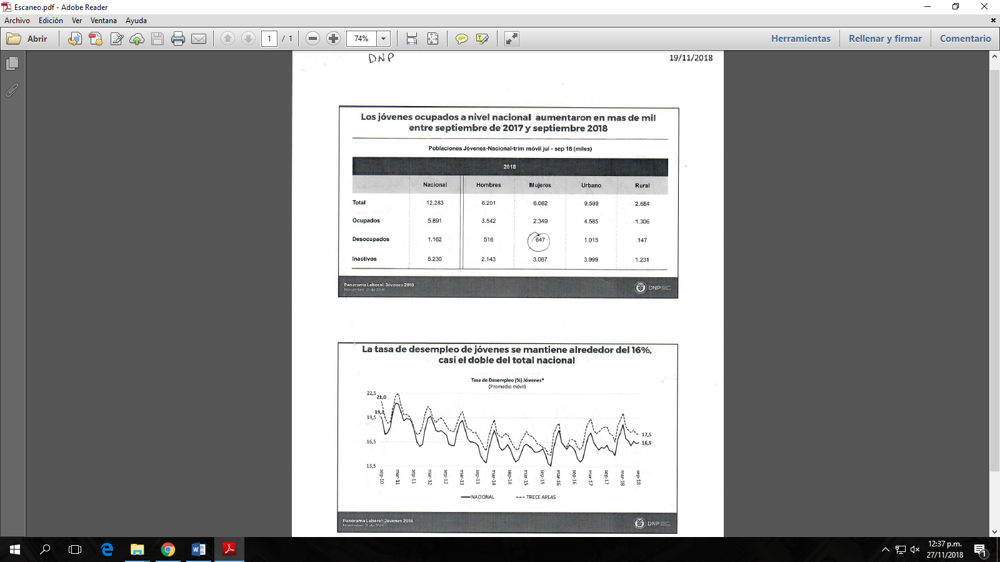 Escaneo.pdf - Adobe Reader
Archivo Edición Ver Ventana Ayuda
Abrir 1 / 1 74% Herramientas Rellenar y firmar Comentario
DNP 19/11/2018
Los jóvenes ocupados a nivel nacional aumentaron en mas de mil
entre septiembre de 2017 y septiembre 2018
Poblaciones Jóvenes-Nacional-trim móvil jul - sep 18 (miles)
2018
Nacional Hombres Mujeres Urbano Rural
Total 12.283 6.201 6.082 9.599 2.684
Ocupados 5.891 3.542 2.349 4.585 1.306
Desocupados 1.162 516 647 1.015 147
Inactivos 5.230 2.143 3.087 3.999 1.231
Panorama Laboral: Jóvenes 2018
Noviembre 21 de 2018
DNP
La tasa de desempleo de jóvenes se mantiene alrededor del 16%,
casi el doble del total nacional
Tasa de Desempleo (%) Jóvenes*
(Promedio móvil)
22,5
21,0
19,2
19,5
17,5
16,5
16,5
13,5
sep-10 mar-11 sep-11 mar-12 sep-12 mar-13 sep-13 mar-14 sep-14 mar-15 sep-15 mar-16 sep-16 mar-17 sep-17 mar-18 sep-18
NACIONAL TRECE AREAS
Panorama Laboral: Jóvenes 2018
Noviembre 21 de 2018
DNP
12:37 p.m.
27/11/2018
1